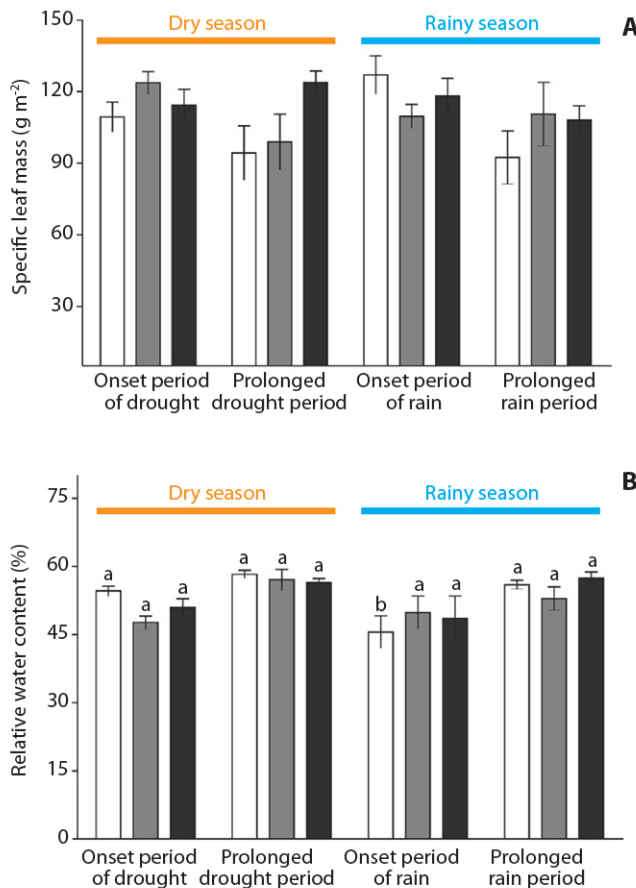 A
Dry season
Rainy season
Specific leaf mass (g m-2)
120
90
60
30
150
Onset period of drought
Prolonged drought period
Onset period of rain
Prolonged rain period
B
Dry season
Rainy season
Relative water content (%)
75
60
45
30
15
0
a
a
a
a
a
a
b
a
a
a
a
a
Onset period of drought
Prolonged drought period
Onset period of rain
Prolonged rain period